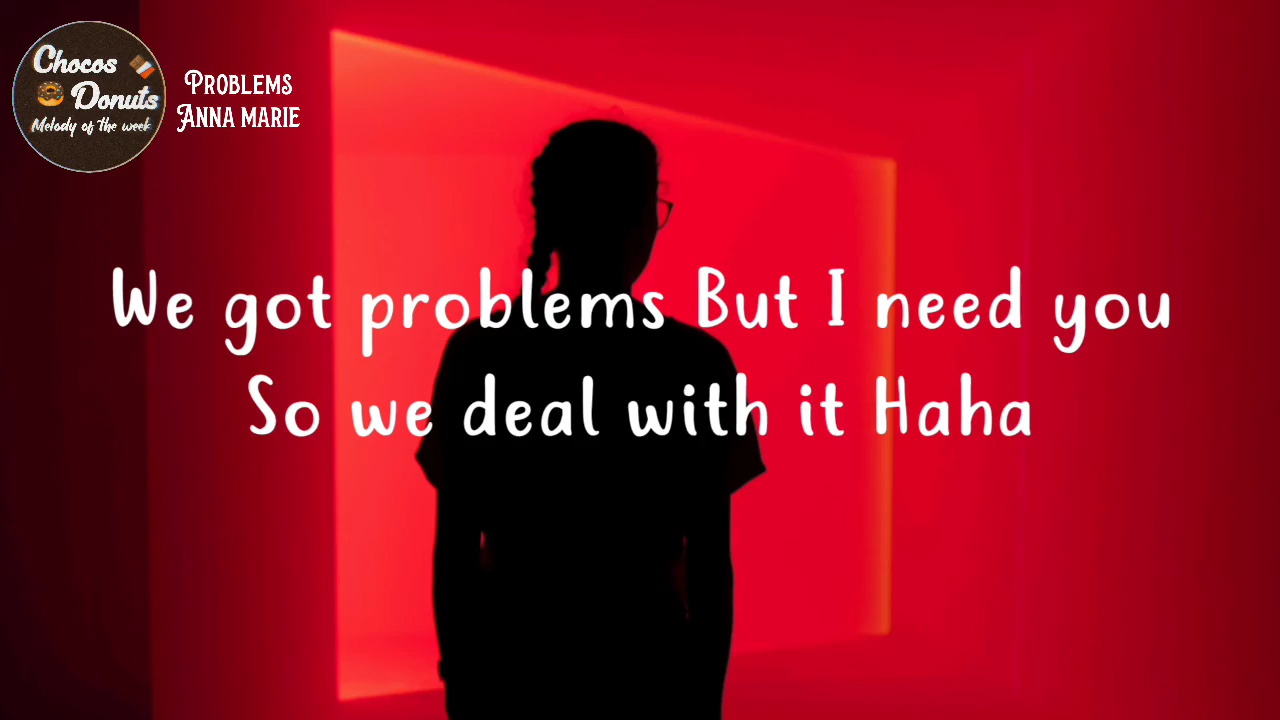 Chocos
Donuts
Melody of the week
PROBLEMS
ANNA MARIE
We got problems But I need you
So we deal with it Haha